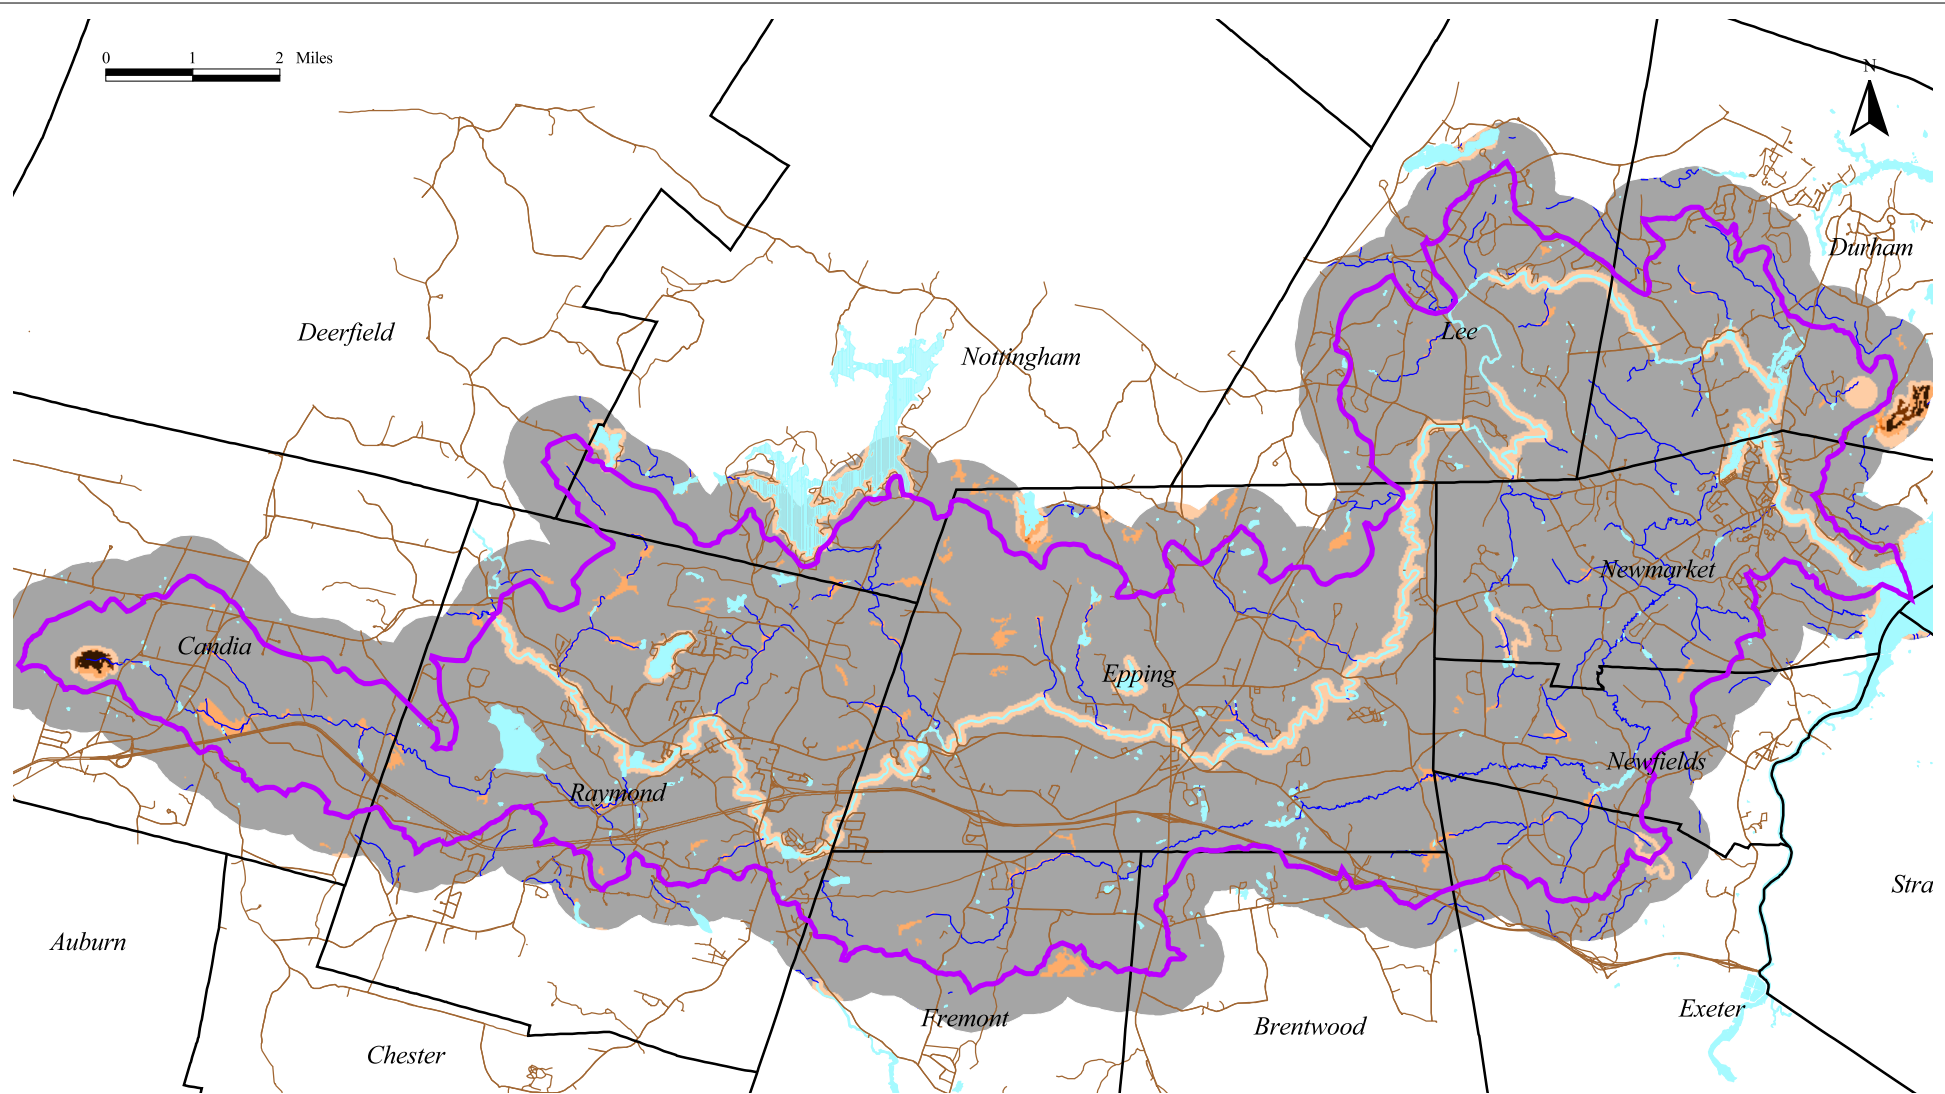 0 1 2 Miles
N
Durham
Deerfield
Lee
Nottingham
Newmarket
Candia
Epping
Newfields
Raymond
Stra
Auburn
Exeter
Fremont
Brentwood
Chester